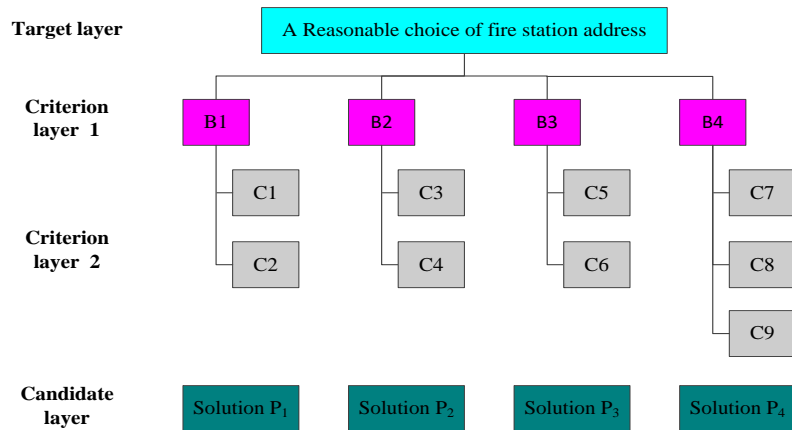 Target layer
A Reasonable choice of fire station address
Criterion
layer 1
B1
B2
B3
B4
C1
C3
C5
C7
Criterion
layer 2
C2
C4
C6
C8
C9
Candidate
layer
Solution P₁
Solution P₂
Solution P₃
Solution P₄